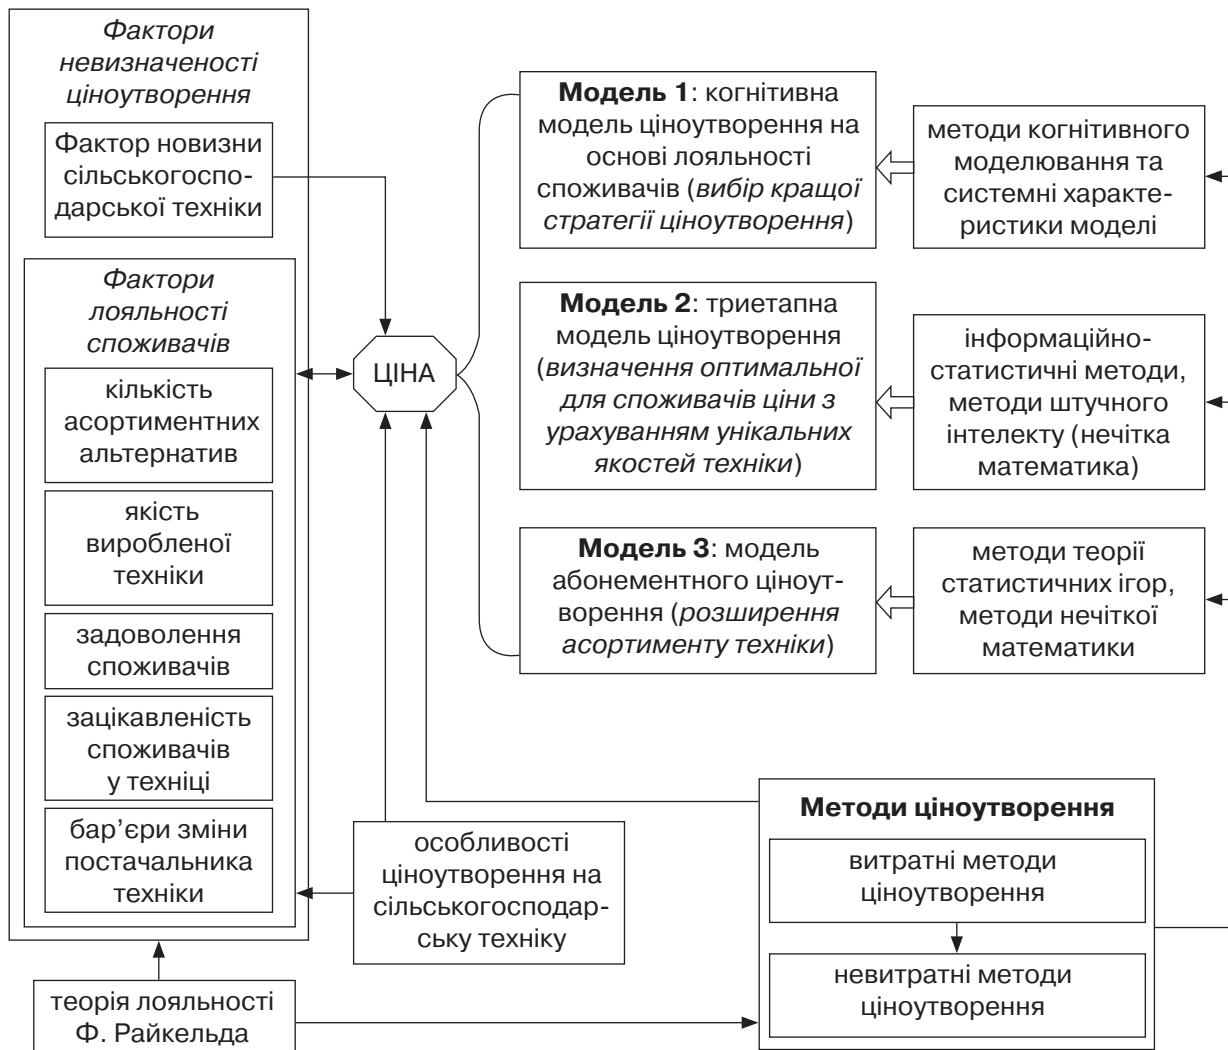 Фактори
невизначеності
ціноутворення
Фактор новизни
сільськогоспо-
дарської техніки
Фактори
лояльності
споживачів
кількість
асортиментних
альтернатив
якість
виробленої
техніки
задоволення
споживачів
зацікавленість
споживачів
у техніці
бар’єри зміни
постачальника
техніки
теорія лояльності
Ф. Райкельда
ЦІНА
особливості
ціноутворення на
сільськогосподар-
ську техніку
Модель 1: когнітивна
модель ціноутворення на
основі лояльності
споживачів (вибір кращої
стратегії ціноутворення)
Модель 2: триетапна
модель ціноутворення
(визначення оптимальної
для споживачів ціни з
урахуванням унікальних
якостей техніки)
Модель 3: модель
абонементного ціноут-
ворення (розширення
асортименту техніки)
методи когнітивного
моделювання та
системні характе-
ристики моделі
інформаційно-
статистичні методи,
методи штучного
інтелекту (нечітка
математика)
методи теорії
статистичних ігор,
методи нечіткої
математики
Методи ціноутворення
витратні методи
ціноутворення
невитратні методи
ціноутворення